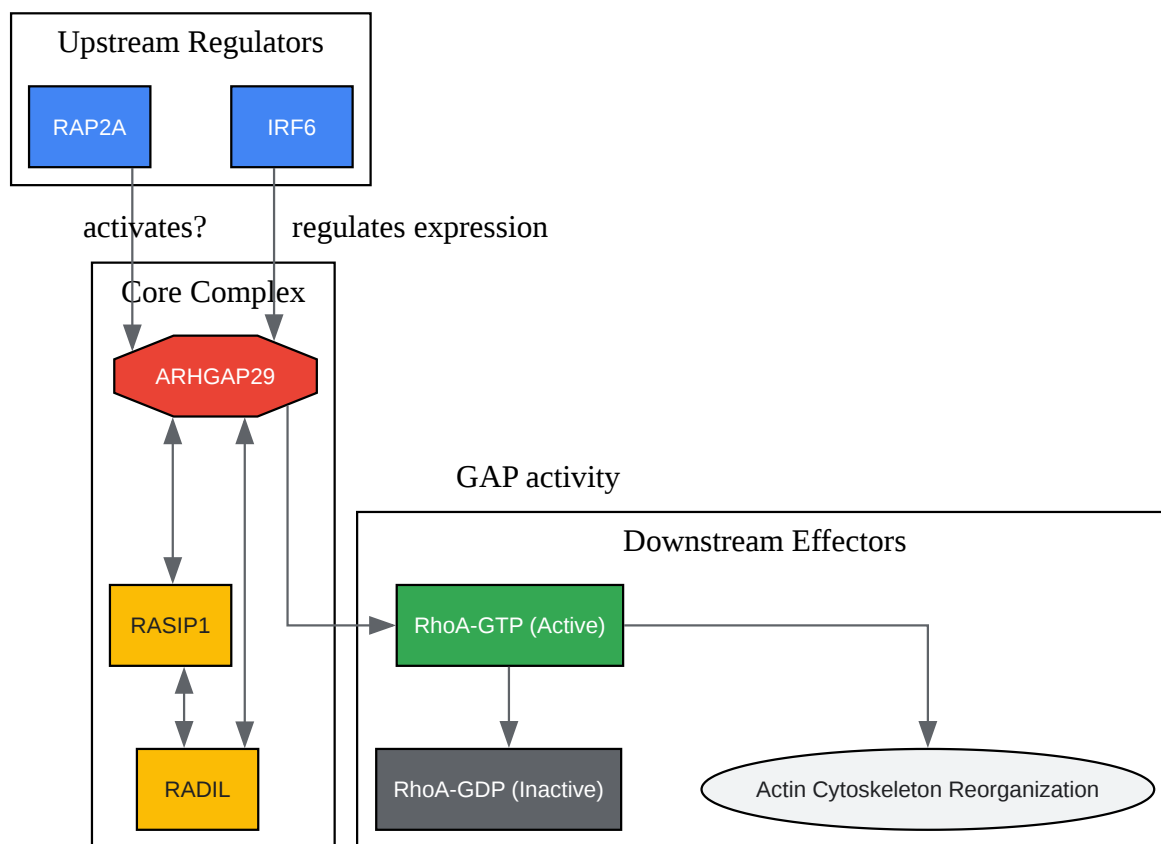 Upstream Regulators
RAP2A
IRF6
activates?
regulates expression
Core Complex
ARHGAP29
GAP activity
Downstream Effectors
RASIP1
RhoA-GTP (Active)
RADIL
RhoA-GDP (Inactive)
Actin Cytoskeleton Reorganization